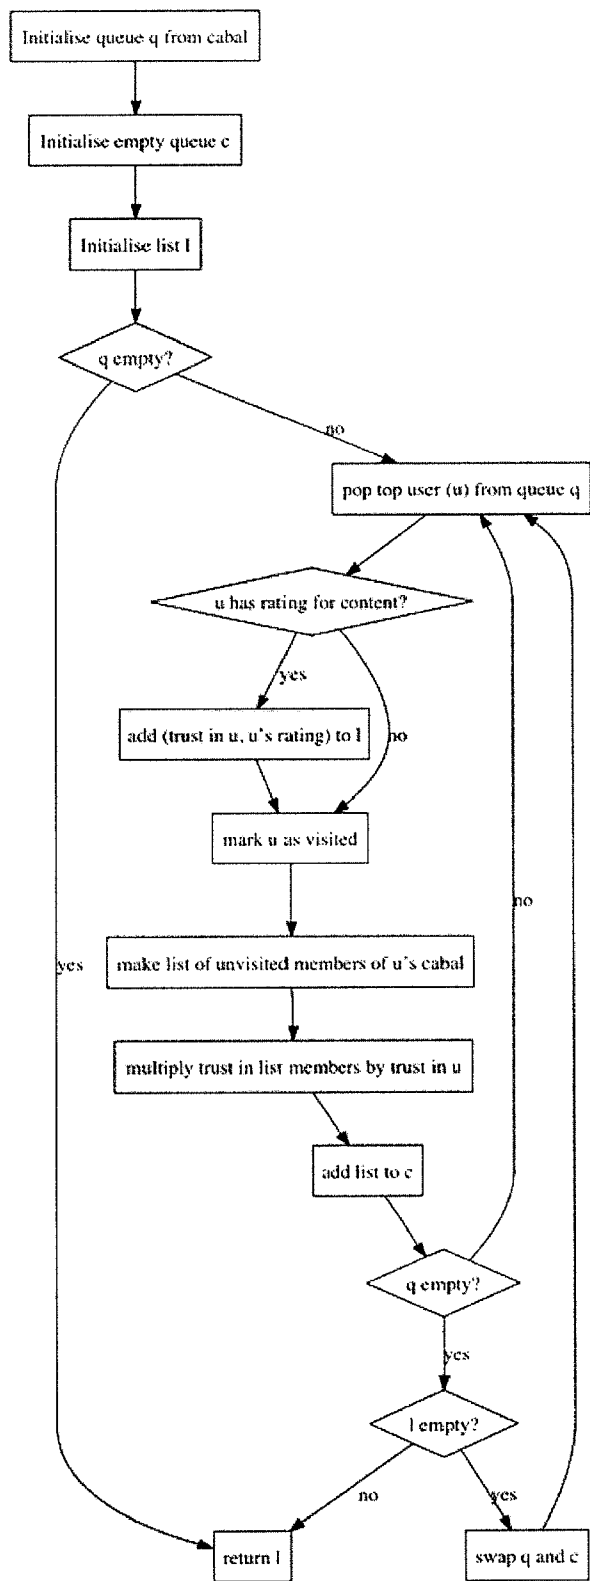 Initialise queue q from cabal
Initialise empty queue c
Initialise list l
q empty?
no
pop top user (u) from queue q
u has rating for content?
yes
add (trust in u, u's rating) to l
no
mark u as visited
no
yes
make list of unvisited members of u's cabal
multiply trust in list members by trust in u
add list to c
q empty?
yes
l empty?
no
yes
return l
swap q and c